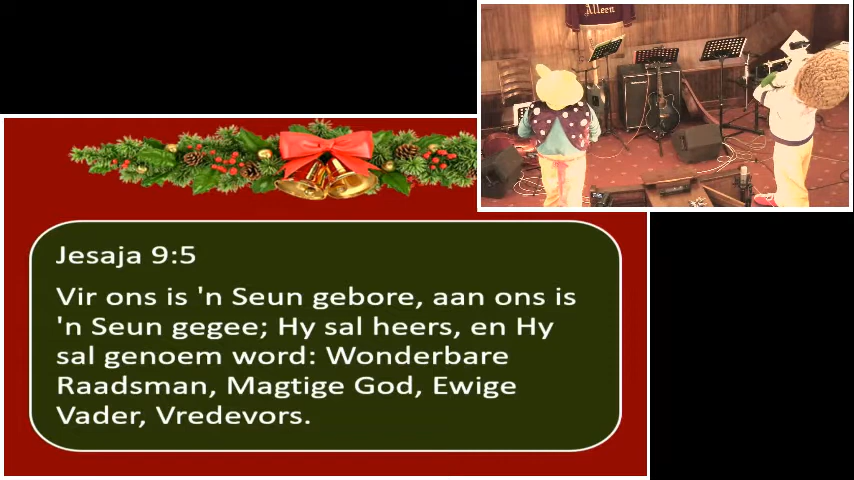 Alleen
Jesaja 9:5
Vir ons is 'n Seun gebore, aan ons is
'n Seun gegee; Hy sal heers, en Hy
sal genoem word: Wonderbare
Raadsman, Magtige God, Ewige
Vader, Vredevors.